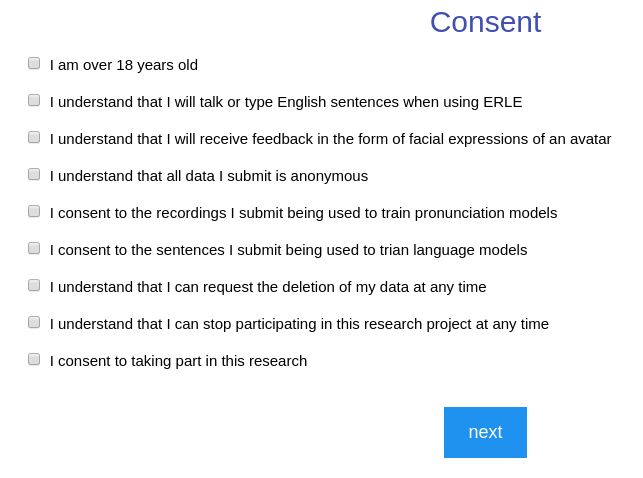 Consent
I am over 18 years old
I understand that I will talk or type English sentences when using ERLE
I understand that I will receive feedback in the form of facial expressions of an avatar
I understand that all data I submit is anonymous
I consent to the recordings I submit being used to train pronunciation models
I consent to the sentences I submit being used to trian language models
I understand that I can request the deletion of my data at any time
I understand that I can stop participating in this research project at any time
I consent to taking part in this research
next